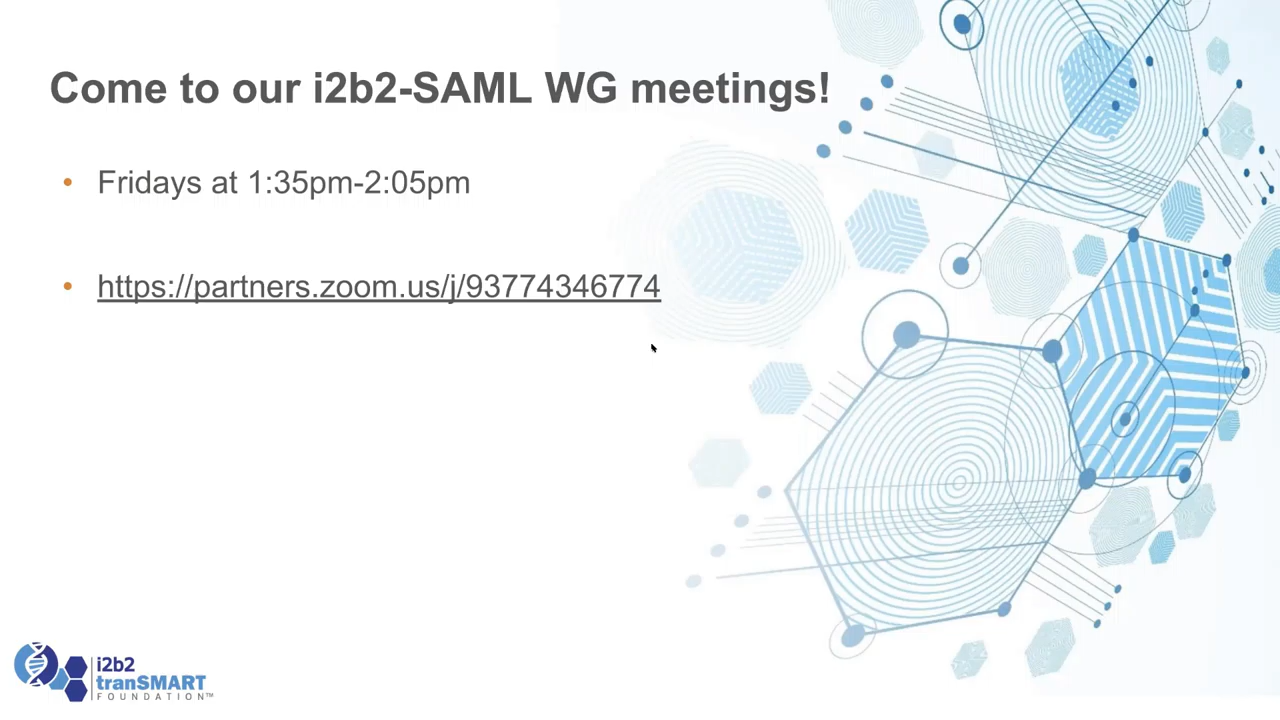 Come to our i2b2-SAML WG meetings!
• Fridays at 1:35pm-2:05pm
• https://partners.zoom.us/j/93774346774
i2b2
tranSMART
FOUNDATION™